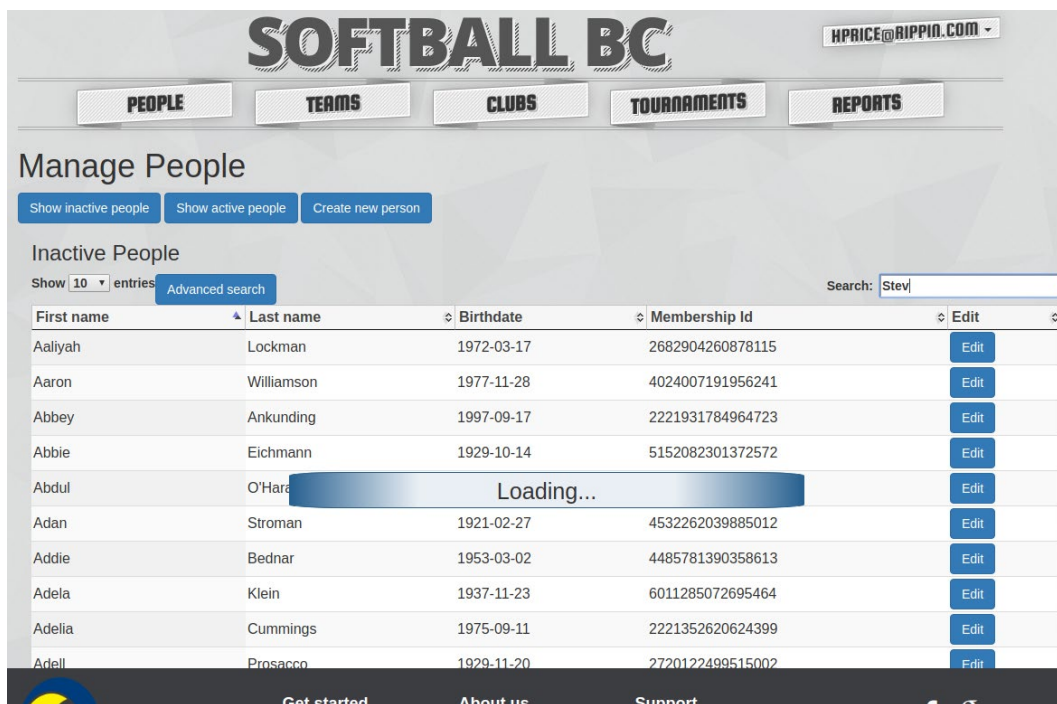 SOFTBALL BC
HPRICE@RIPPIN.COM
PEOPLE TEAMS CLUBS TOURNAMENTS REPORTS
Manage People
Show inactive people Show active people Create new person
Inactive People
Show 10 entries Advanced search Search: Stev
First name Last name Birthdate Membership Id Edit
Aaliyah Lockman 1972-03-17 2682904260878115 Edit
Aaron Williamson 1977-11-28 4024007191956241 Edit
Abbey Ankunding 1997-09-17 2221931784964723 Edit
Abbie Eichmann 1929-10-14 5152082301372572 Edit
Abdul O'Hara Loading... Edit
Adan Stroman 1921-02-27 4532262039885012 Edit
Addie Bednar 1953-03-02 4485781390358613 Edit
Adela Klein 1937-11-23 6011285072695464 Edit
Adelia Cummings 1975-09-11 2221352620624399 Edit
Adell Prosacco 1929-11-20 2720122499515002 Edit
Get started About us Support